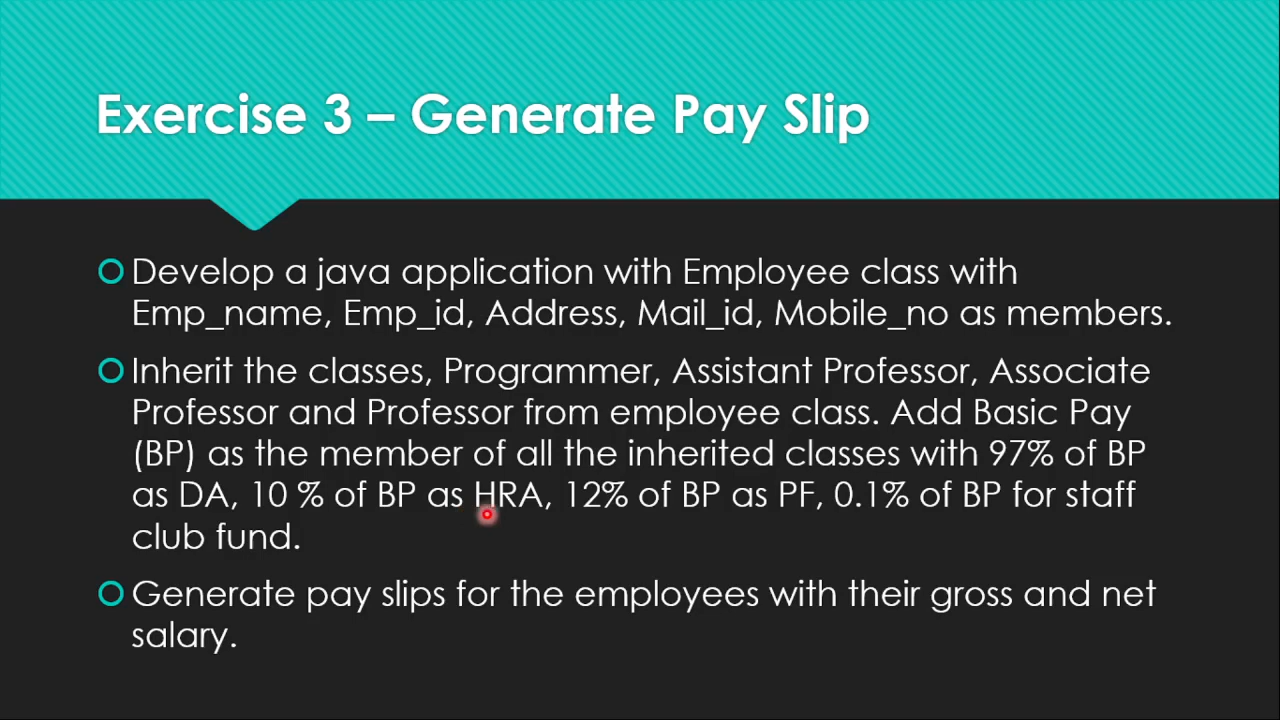 Exercise 3 – Generate Pay Slip
Develop a java application with Employee class with
Emp_name, Emp_id, Address, Mail_id, Mobile_no as members.
Inherit the classes, Programmer, Assistant Professor, Associate
Professor and Professor from employee class. Add Basic Pay
(BP) as the member of all the inherited classes with 97% of BP
as DA, 10 % of BP as HRA, 12% of BP as PF, 0.1% of BP for staff
club fund.
Generate pay slips for the employees with their gross and net
salary.